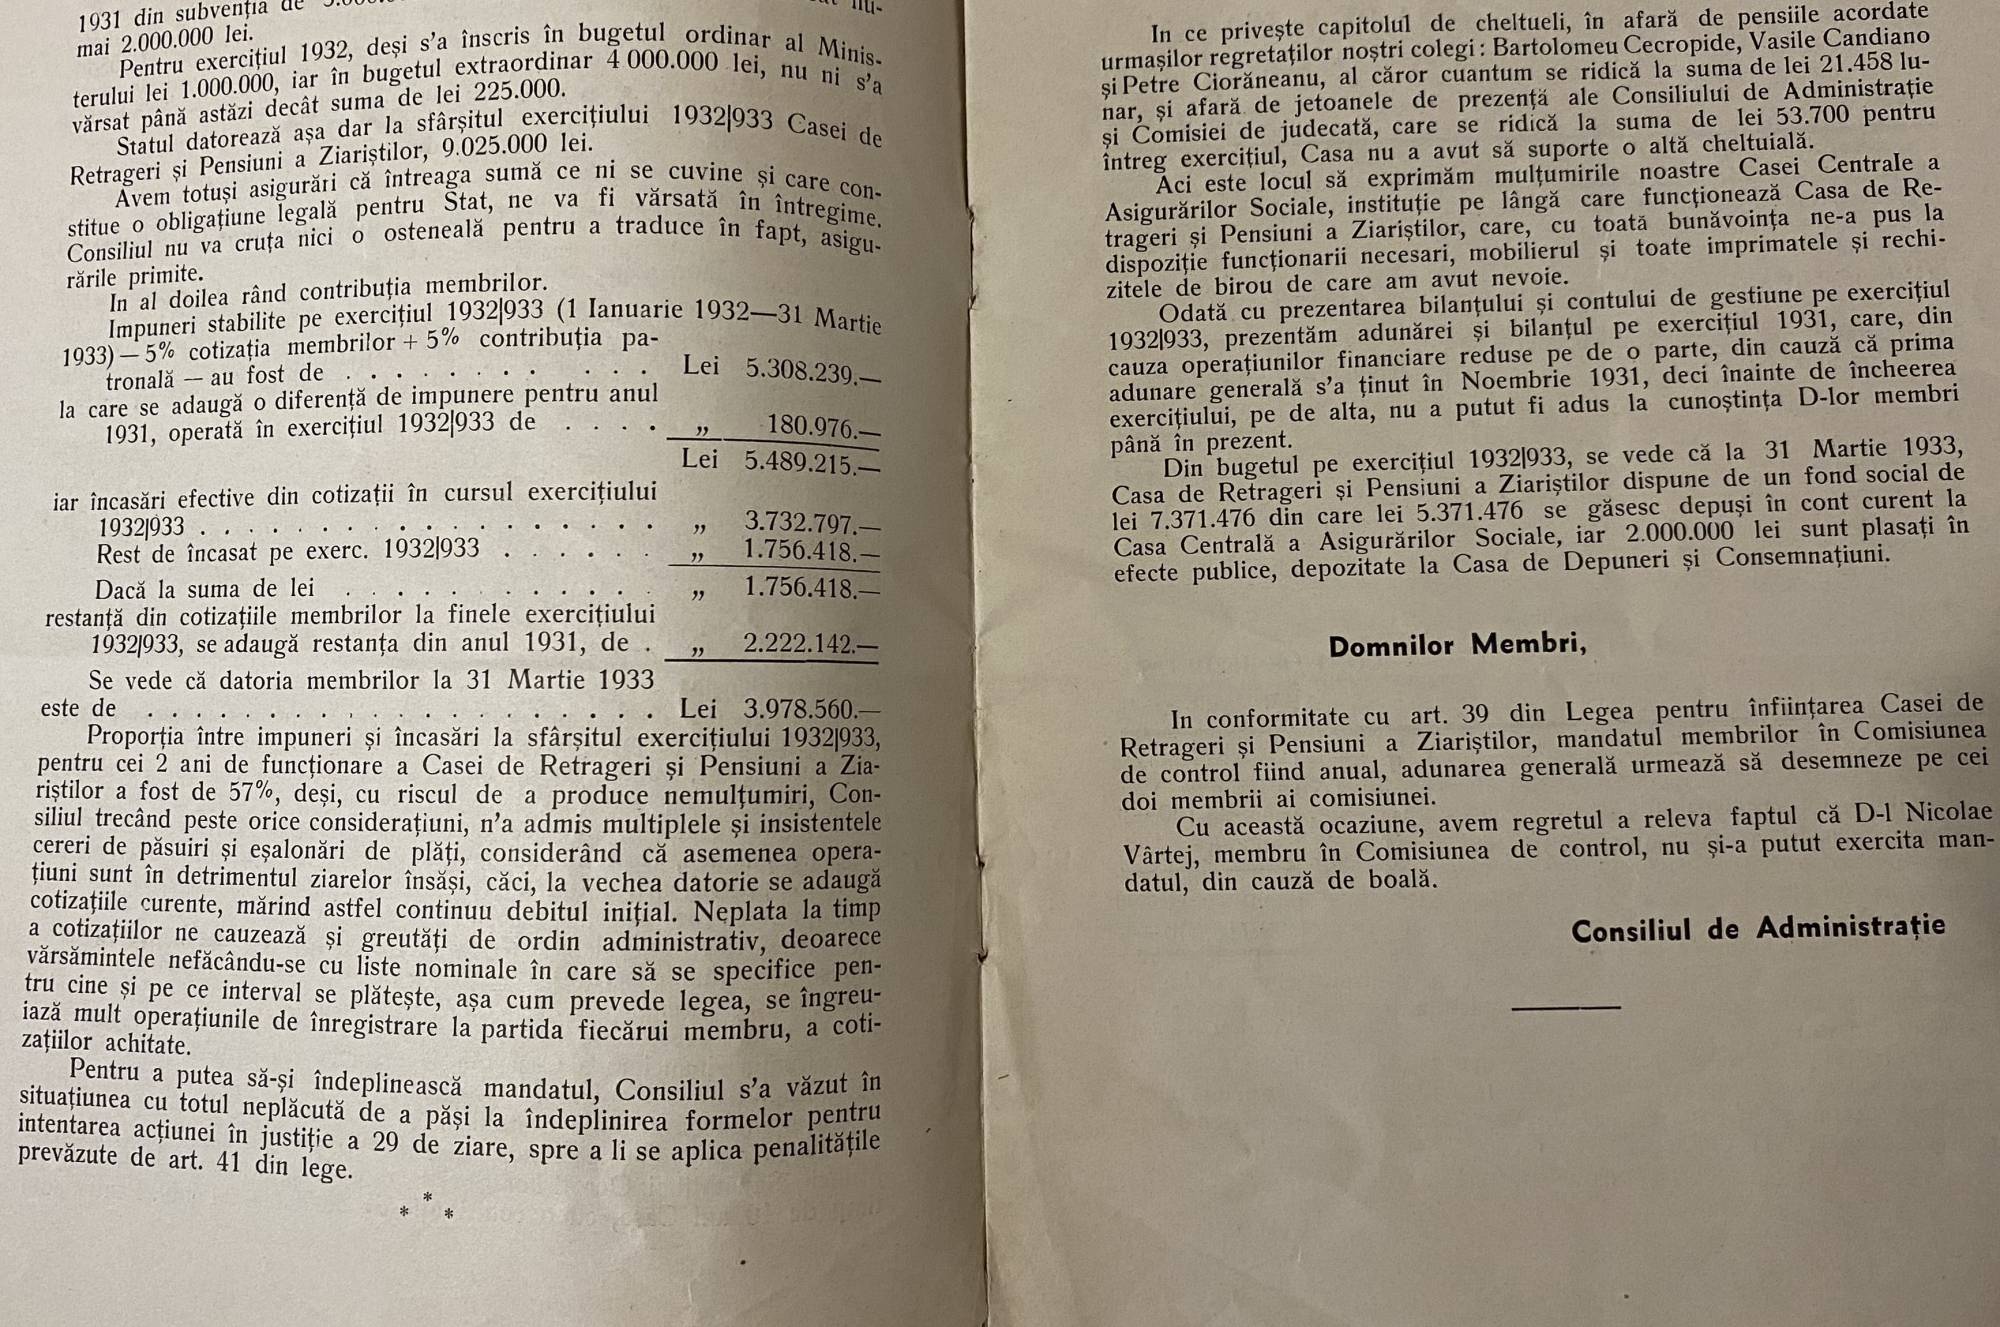 1931 din subvenția de
mai 2.000.000 lei.
Pentru exercițiul 1932, deși s'a înscris în bugetul ordinar al Minis-
terului lei 1.000.000, iar în bugetul extraordinar 4 000.000 lei, nu ni s'a
vărsat până astăzi decât suma de lei 225.000.
Statul datorează așa dar la sfârșitul exercițiului 1932|933 Casei de
Retrageri și Pensiuni a Ziariștilor, 9.025.000 lei.
Avem totuși asigurări că întreaga sumă ce ni se cuvine și care con-
stitue o obligațiune legală pentru Stat, ne va fi vărsată în întregime.
Consiliul nu va cruța nici o osteneală pentru a traduce în fapt, asigu-
rările primite.
In al doilea rând contribuția membrilor.
Impuneri stabilite pe exercițiul 1932|933 (1 Ianuarie 1932—31 Martie
1933) — 5% cotizația membrilor + 5% contribuția pa-
tronală — au fost de . . . . . . . . . . . Lei 5.308.239.—
la care se adaugă o diferență de impunere pentru anul
1931, operată în exercițiul 1932|933 de . . . . „ 180.976.—
Lei 5.489.215.—
iar încasări efective din cotizații în cursul exercițiului
1932|933 . . . . . . . . . . . . . . . . . . . „ 3.732.797.—
Rest de încasat pe exerc. 1932|933 . . . . . . „ 1.756.418.—
Dacă la suma de lei . . . . . . . . . . . . „ 1.756.418.—
restanță din cotizațiile membrilor la finele exercițiului
1932|933, se adaugă restanța din anul 1931, de . „ 2.222.142.—
Se vede că datoria membrilor la 31 Martie 1933
este de . . . . . . . . . . . . . . . . . . . . . Lei 3.978.560.—
Proporția între impuneri și încasări la sfârșitul exercițiului 1932|933,
pentru cei 2 ani de funcționare a Casei de Retrageri și Pensiuni a Zia-
riștilor a fost de 57%, deși, cu riscul de a produce nemulțumiri, Con-
siliul trecând peste orice considerațiuni, n'a admis multiplele și insistentele
cereri de păsuiri și eșalonări de plăți, considerând că asemenea opera-
țiuni sunt în detrimentul ziarelor însăși, căci, la vechea datorie se adaugă
cotizațiile curente, mărind astfel continuu debitul inițial. Neplata la timp
a cotizațiilor ne cauzează și greutăți de ordin administrativ, deoarece
vărsămintele nefăcându-se cu liste nominale în care să se specifice pen-
tru cine și pe ce interval se plătește, așa cum prevede legea, se îngreu-
iază mult operațiunile de înregistrare la partida fiecărui membru, a coti-
zațiilor achitate.
Pentru a putea să-și îndeplinească mandatul, Consiliul s'a văzut în
situațiunea cu totul neplăcută de a păși la îndeplinirea formelor pentru
intentarea acțiunei în justiție a 29 de ziare, spre a li se aplica penalitățile
prevăzute de art. 41 din lege.
* * *
In ce privește capitolul de cheltueli, în afară de pensiile acordate
urmașilor regretaților noștri colegi : Bartolomeu Cecropide, Vasile Candiano
și Petre Ciorăneanu, al căror cuantum se ridică la suma de lei 21.458 lu-
nar, și afară de jetoanele de prezență ale Consiliului de Administrație
și Comisiei de judecată, care se ridică la suma de lei 53.700 pentru
întreg exercițiul, Casa nu a avut să suporte o altă cheltuială.
Aci este locul să exprimăm mulțumirile noastre Casei Centrale a
Asigurărilor Sociale, instituție pe lângă care funcționează Casa de Re-
trageri și Pensiuni a Ziariștilor, care, cu toată bunăvoința ne-a pus la
dispoziție funcționarii necesari, mobilierul și toate imprimatele și rechi-
zitele de birou de care am avut nevoie.
Odată cu prezentarea bilanțului și contului de gestiune pe exercițiul
1932|933, prezentăm adunărei și bilanțul pe exercițiul 1931, care, din
cauza operațiunilor financiare reduse pe de o parte, din cauză că prima
adunare generală s'a ținut în Noembrie 1931, deci înainte de încheerea
exercițiului, pe de alta, nu a putut fi adus la cunoștința D-lor membri
până în prezent.
Din bugetul pe exercițiul 1932|933, se vede că la 31 Martie 1933,
Casa de Retrageri și Pensiuni a Ziariștilor dispune de un fond social de
lei 7.371.476 din care lei 5.371.476 se găsesc depuși în cont curent la
Casa Centrală a Asigurărilor Sociale, iar 2.000.000 lei sunt plasați în
efecte publice, depozitate la Casa de Depuneri și Consemnațiuni.
Domnilor Membri,
In conformitate cu art. 39 din Legea pentru înființarea Casei de
Retrageri și Pensiuni a Ziariștilor, mandatul membrilor în Comisiunea
de control fiind anual, adunarea generală urmează să desemneze pe cei
doi membrii ai comisiunei.
Cu această ocaziune, avem regretul a releva faptul că D-l Nicolae
Vârtej, membru în Comisiunea de control, nu și-a putut exercita man-
datul, din cauză de boală.
Consiliul de Administrație